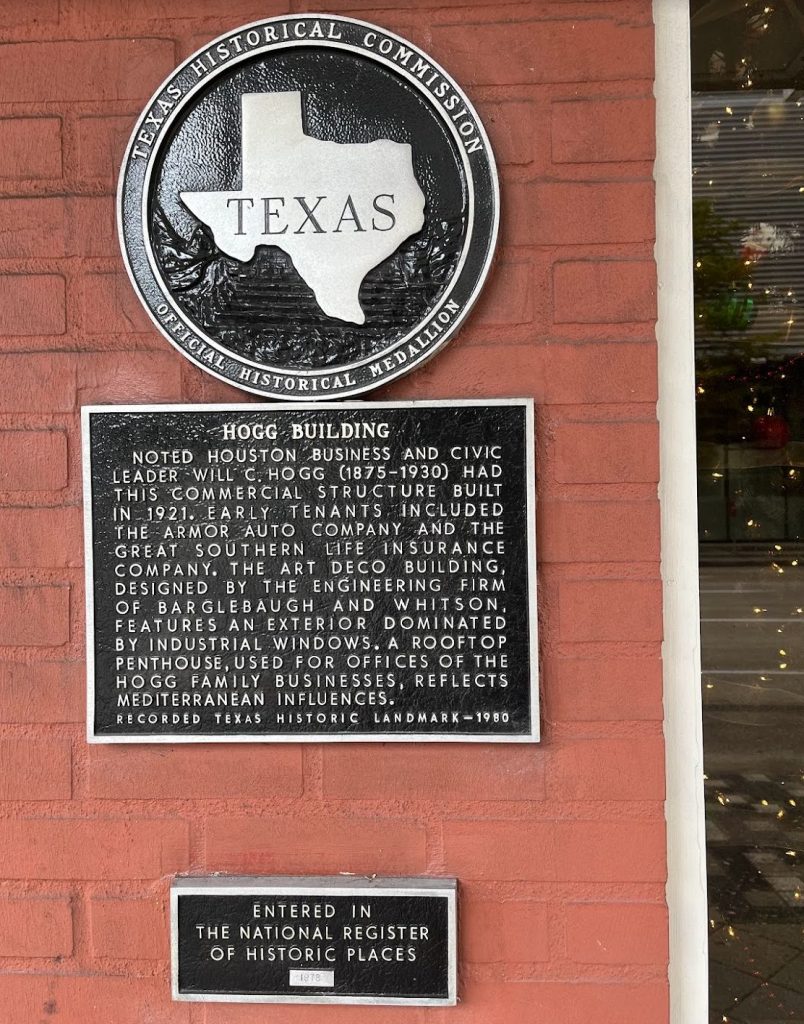 TEXAS HISTORICAL COMMISSION
TEXAS
OFFICIAL HISTORICAL MEDALLION
HOGG BUILDING
NOTED HOUSTON BUSINESS AND CIVIC
LEADER WILL C. HOGG (1875-1930) HAD
THIS COMMERCIAL STRUCTURE BUILT
IN 1921. EARLY TENANTS INCLUDED
THE ARMOR AUTO COMPANY AND THE
GREAT SOUTHERN LIFE INSURANCE
COMPANY. THE ART DECO BUILDING,
DESIGNED BY THE ENGINEERING FIRM
OF BARGLEBAUGH AND WHITSON,
FEATURES AN EXTERIOR DOMINATED
BY INDUSTRIAL WINDOWS. A ROOFTOP
PENTHOUSE, USED FOR OFFICES OF THE
HOGG FAMILY BUSINESSES, REFLECTS
MEDITERRANEAN INFLUENCES.
RECORDED TEXAS HISTORIC LANDMARK-1980
ENTERED IN
THE NATIONAL REGISTER
OF HISTORIC PLACES
1978